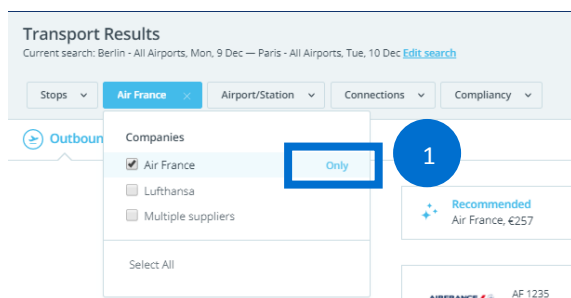 Transport Results
Current search: Berlin - All Airports, Mon, 9 Dec — Paris - All Airports, Tue, 10 Dec Edit search
Stops Air France × Airport/Station Connections Compliancy
Outboun
Companies
Air France Only
1
Lufthansa
Multiple suppliers
Select All
Recommended
Air France, €257
AIRFRANCE
AF 1235